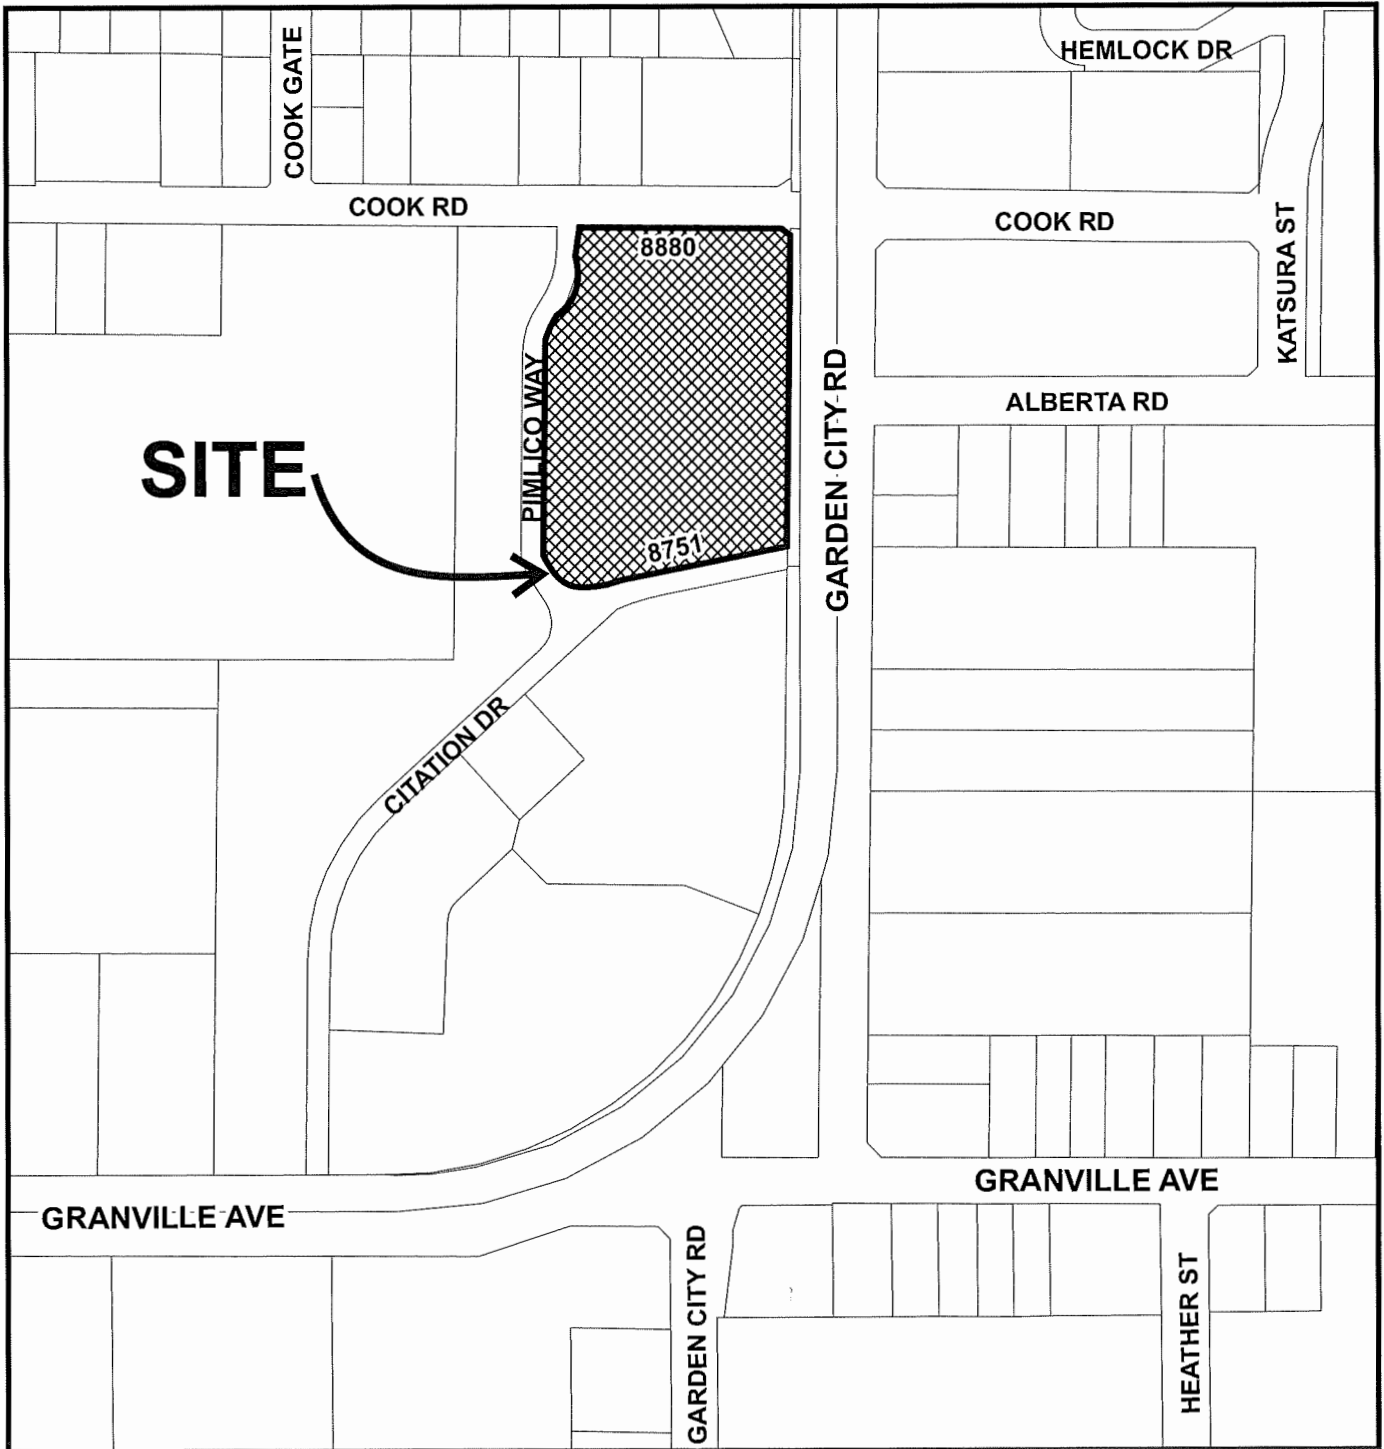 HEMLOCK DR
COOK GATE
COOK RD
COOK RD
KATSURA ST
8880
ALBERTA RD
PIMLICO WAY
GARDEN CITY RD
SITE
8751
CITATION DR
GRANVILLE AVE
GRANVILLE AVE
GARDEN CITY RD
HEATHER ST